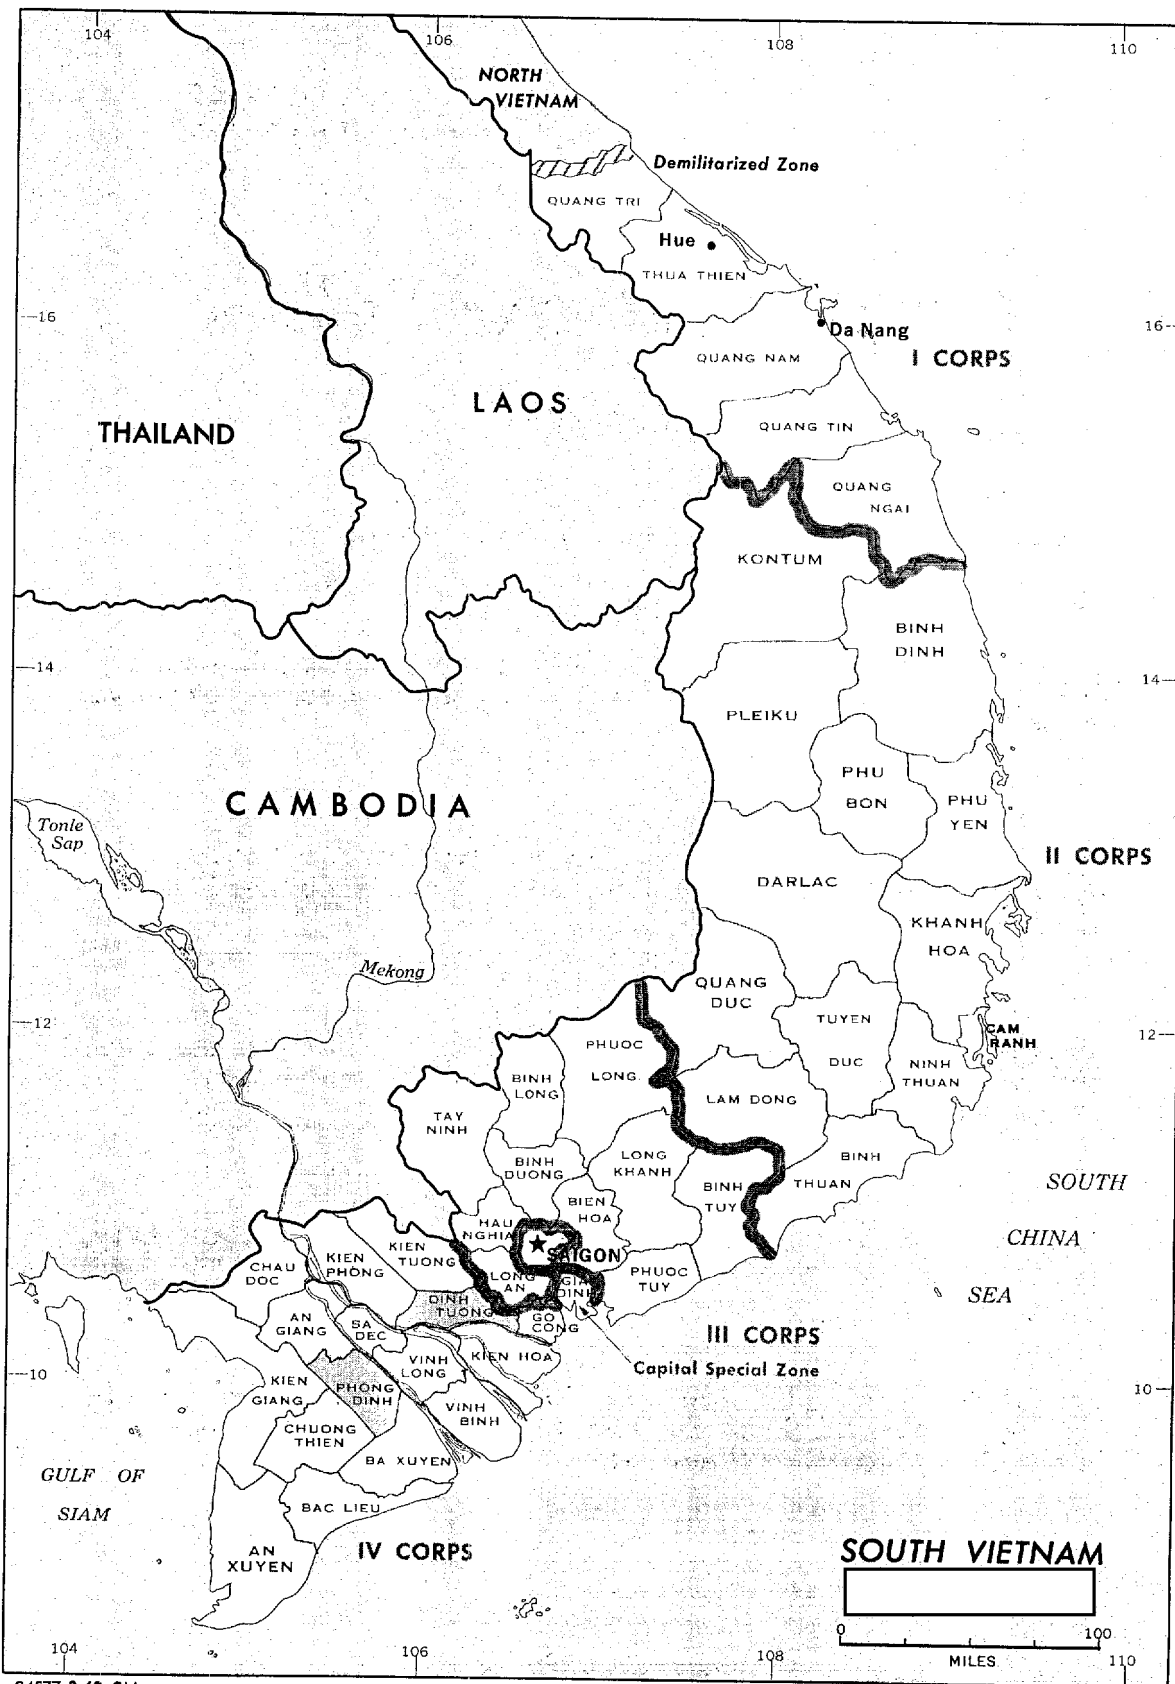 104
106
108
110
NORTH
VIETNAM
Demilitarized Zone
QUANG TRI
Hue
THUA THIEN
16
16
Da Nang
QUANG NAM
I CORPS
LAOS
THAILAND
QUANG TIN
QUANG
NGAI
KONTUM
BINH
DINH
14
14
PLEIKU
PHU
BON
PHU
YEN
CAMBODIA
Tonle
Sap
II CORPS
DARLAC
KHANH
HOA
Mekong
QUANG
DUC
12
12
TUYEN
DUC
CAM
RANH
PHUOC
LONG
BINH
LONG
NINH
THUAN
LAM DONG
TAY
NINH
BINH
DUONG
LONG
KHANH
BINH
THUAN
BINH
TUY
BIEN
HOA
SOUTH
CHINA
SEA
HAU
NGHIA
SAIGON
KIEN
TUONG
KIEN
PHONG
CHAU
DOC
LONG
AN
GIA
DINH
PHUOC
TUY
DINH
TUONG
GO
CONG
AN
GIANG
SA
DEC
III CORPS
VINH
LONG
KIEN HOA
Capital Special Zone
10
10
KIEN
GIANG
PHONG
DINH
VINH
BINH
CHUONG
THIEN
BA XUYEN
GULF OF
SIAM
BAC LIEU
AN
XUYEN
IV CORPS
SOUTH VIETNAM
0
100
MILES
104
106
108
110